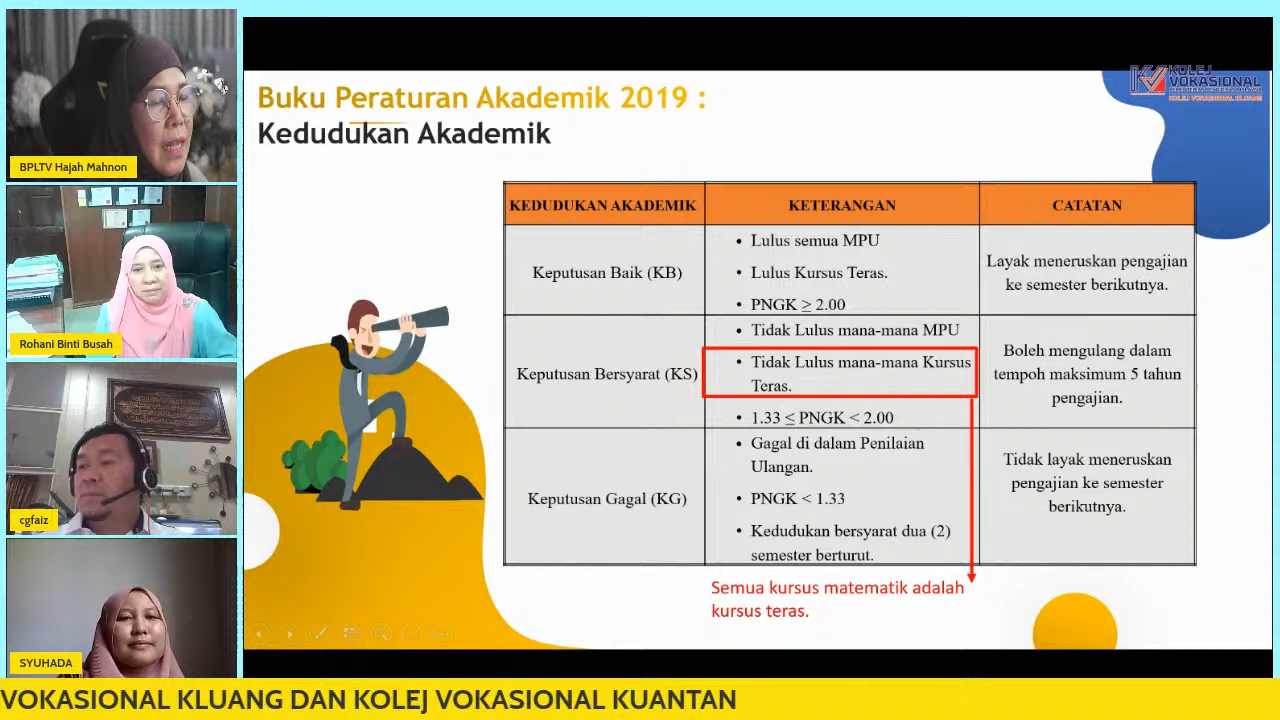 BPLTV Hajah Mahnon
Rohani Binti Busah
cgfaiz
SYUHADA
KOLEJ
VOKASIONAL
KOLEJ VOKASIONAL KLUANG
Buku Peraturan Akademik 2019 :
Kedudukan Akademik
KEDUDUKAN AKADEMIK
KETERANGAN
CATATAN
Keputusan Baik (KB)
• Lulus semua MPU
• Lulus Kursus Teras.
• PNGK ≥ 2.00
Layak meneruskan pengajian
ke semester berikutnya.
Keputusan Bersyarat (KS)
• Tidak Lulus mana-mana MPU
• Tidak Lulus mana-mana Kursus
Teras.
• 1.33 ≤ PNGK < 2.00
Boleh mengulang dalam
tempoh maksimum 5 tahun
pengajian.
Keputusan Gagal (KG)
• Gagal di dalam Penilaian
Ulangan.
• PNGK < 1.33
• Kedudukan bersyarat dua (2)
semester berturut.
Tidak layak meneruskan
pengajian ke semester
berikutnya.
Semua kursus matematik adalah
kursus teras.
VOKASIONAL KLUANG DAN KOLEJ VOKASIONAL KUANTAN